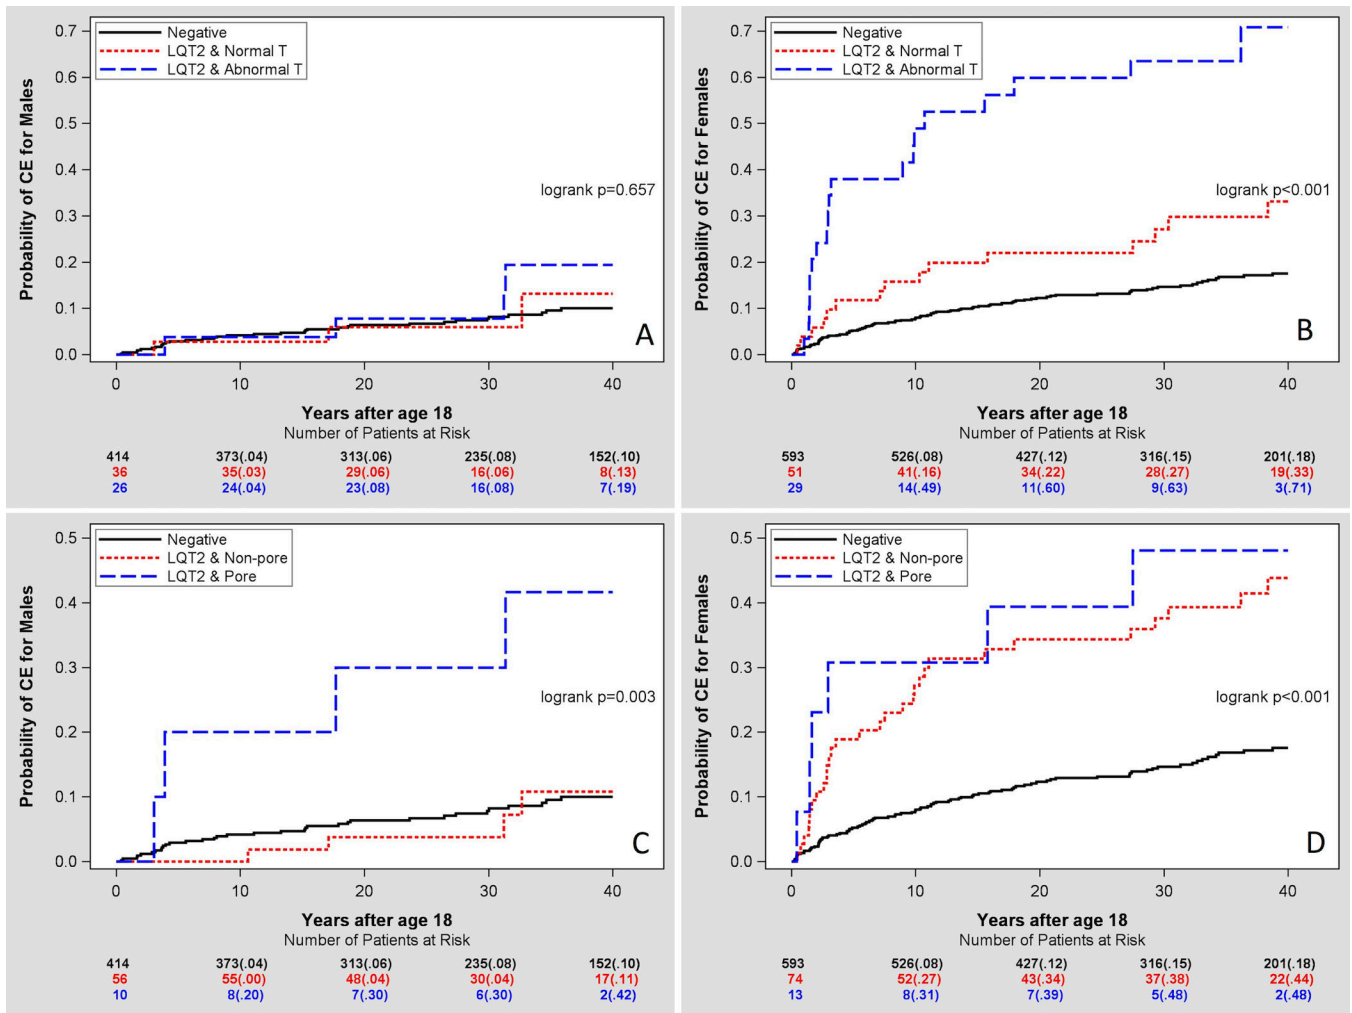 Probability of CE for Males
0.7
0.6
0.5
0.4
0.3
0.2
0.1
0.0
Negative
LQT2 & Normal T
LQT2 & Abnormal T
logrank p=0.657
A
0 10 20 30 40
Years after age 18
Number of Patients at Risk
414 373(.04) 313(.06) 235(.08) 152(.10)
36 35(.03) 29(.06) 16(.06) 8(.13)
26 24(.04) 23(.08) 16(.08) 7(.19)
Probability of CE for Females
0.7
0.6
0.5
0.4
0.3
0.2
0.1
0.0
Negative
LQT2 & Normal T
LQT2 & Abnormal T
logrank p<0.001
B
0 10 20 30 40
Years after age 18
Number of Patients at Risk
593 526(.08) 427(.12) 316(.15) 201(.18)
51 41(.16) 34(.22) 28(.27) 19(.33)
29 14(.49) 11(.60) 9(.63) 3(.71)
Probability of CE for Males
0.5
0.4
0.3
0.2
0.1
0.0
Negative
LQT2 & Non-pore
LQT2 & Pore
logrank p=0.003
C
0 10 20 30 40
Years after age 18
Number of Patients at Risk
414 373(.04) 313(.06) 235(.08) 152(.10)
56 55(.00) 48(.04) 30(.04) 17(.11)
10 8(.20) 7(.30) 6(.30) 2(.42)
Probability of CE for Females
0.5
0.4
0.3
0.2
0.1
0.0
Negative
LQT2 & Non-pore
LQT2 & Pore
logrank p<0.001
D
0 10 20 30 40
Years after age 18
Number of Patients at Risk
593 526(.08) 427(.12) 316(.15) 201(.18)
74 52(.27) 43(.34) 37(.38) 22(.44)
13 8(.31) 7(.39) 5(.48) 2(.48)